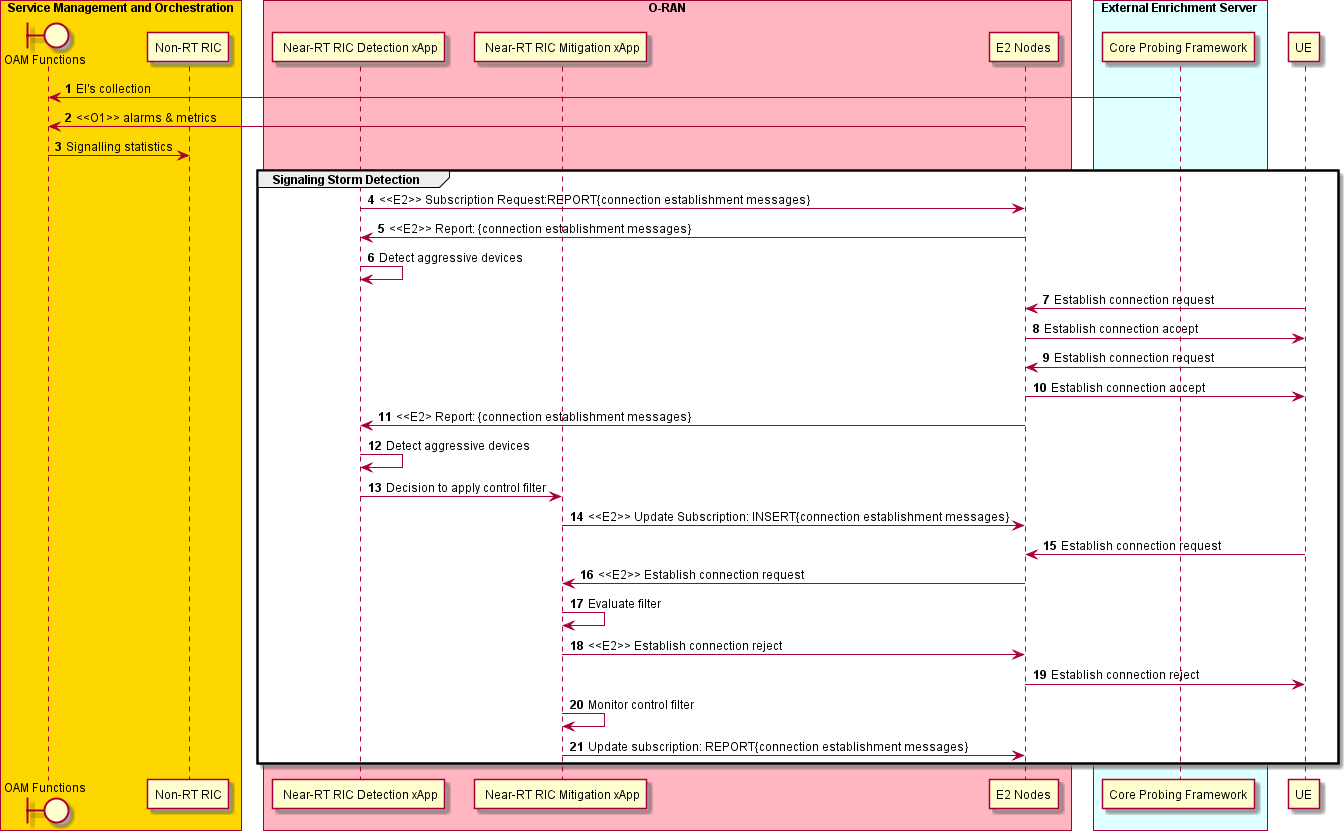 Service Management and Orchestration
O-RAN
External Enrichment Server
OAM Functions
Non-RT RIC
Near-RT RIC Detection xApp
Near-RT RIC Mitigation xApp
E2 Nodes
Core Probing Framework
UE
1 EI's collection
2 <<O1>> alarms & metrics
3 Signalling statistics
Signaling Storm Detection
4 <<E2>> Subscription Request:REPORT{connection establishment messages}
5 <<E2>> Report: {connection establishment messages}
6 Detect aggressive devices
7 Establish connection request
8 Establish connection accept
9 Establish connection request
10 Establish connection accept
11 <<E2> Report: {connection establishment messages}
12 Detect aggressive devices
13 Decision to apply control filter
14 <<E2>> Update Subscription: INSERT{connection establishment messages}
15 Establish connection request
16 <<E2>> Establish connection request
17 Evaluate filter
18 <<E2>> Establish connection reject
19 Establish connection reject
20 Monitor control filter
21 Update subscription: REPORT{connection establishment messages}
OAM Functions
Non-RT RIC
Near-RT RIC Detection xApp
Near-RT RIC Mitigation xApp
E2 Nodes
Core Probing Framework
UE